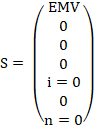 EMV
0
0
S = 0
i = 0
0
n = 0